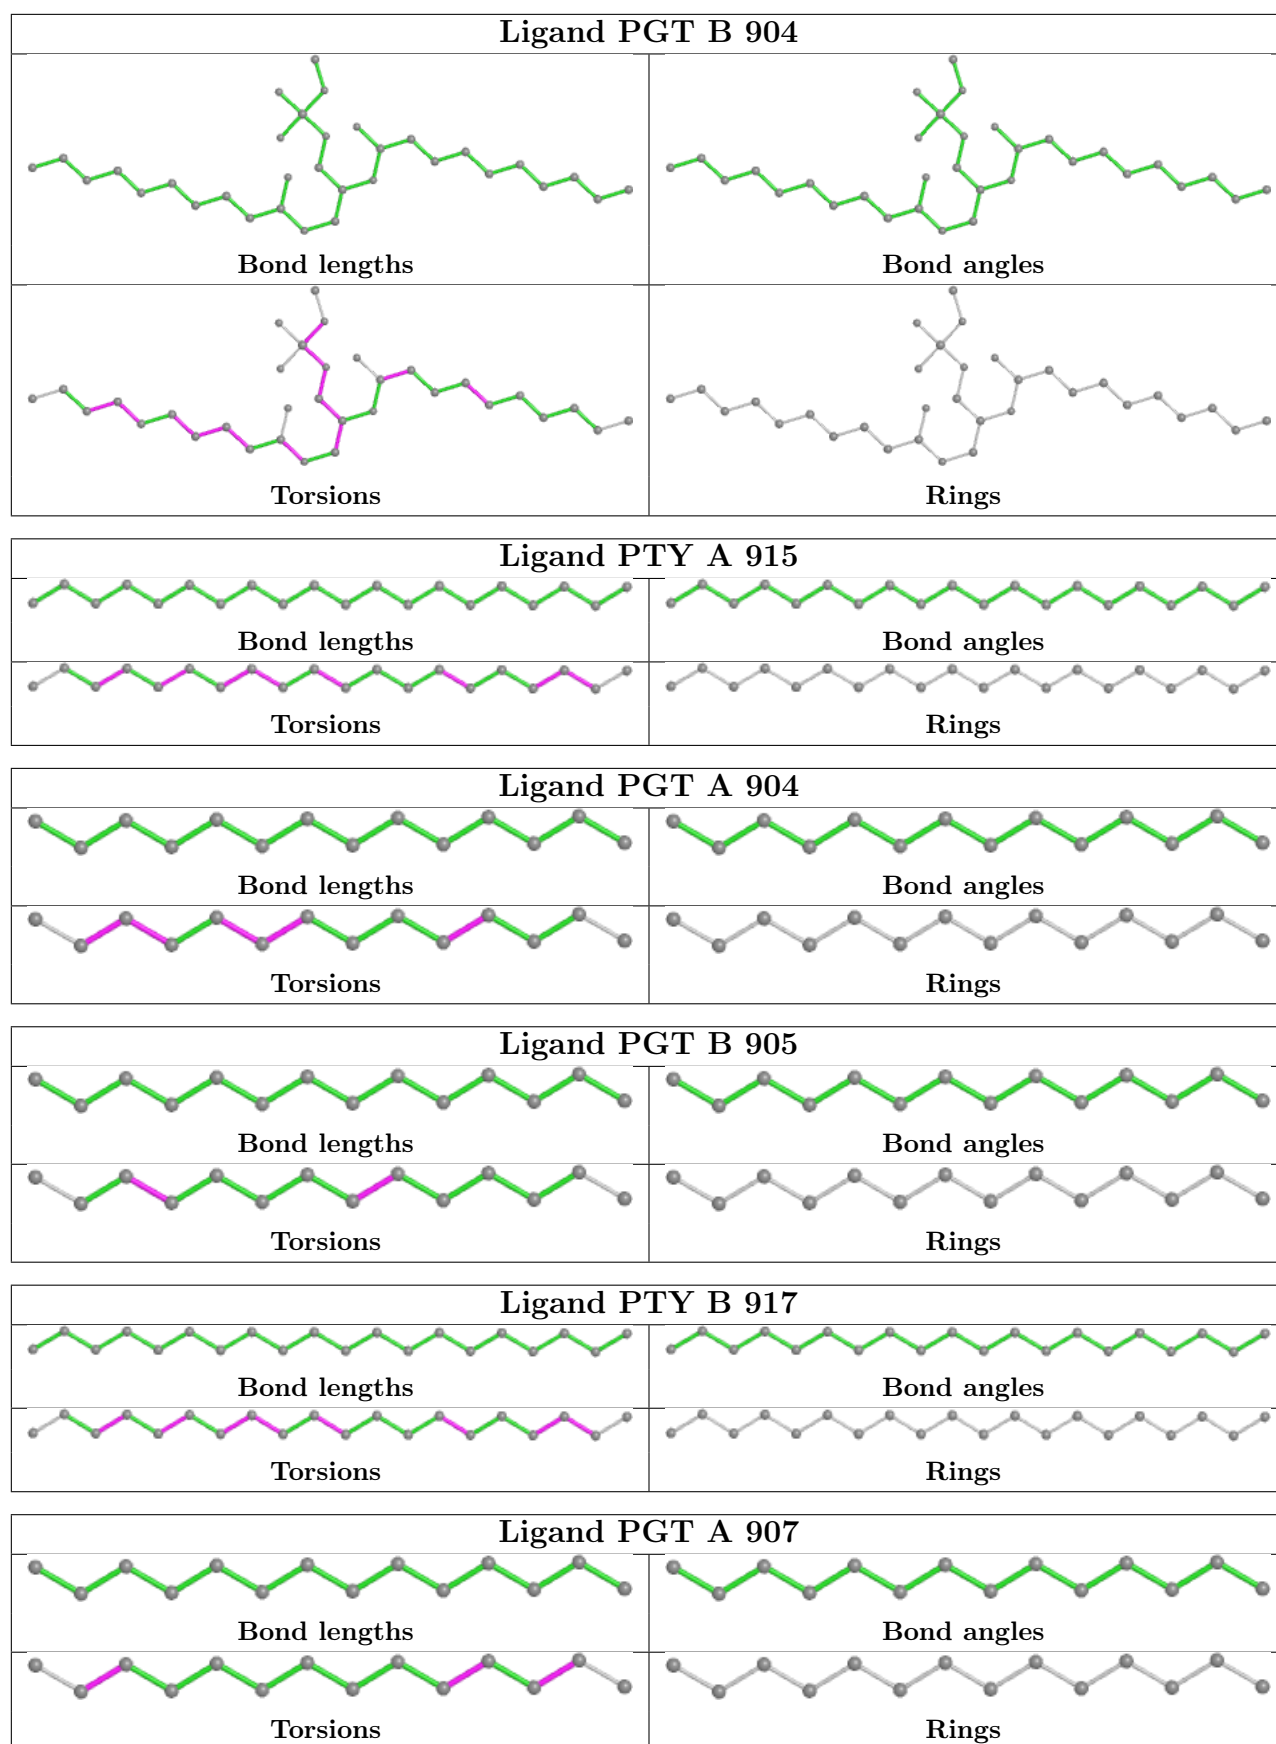 Ligand PGT B 904
Bond lengths
Bond angles
Torsions
Rings
Ligand PTY A 915
Bond lengths
Bond angles
Torsions
Rings
Ligand PGT A 904
Bond lengths
Bond angles
Torsions
Rings
Ligand PGT B 905
Bond lengths
Bond angles
Torsions
Rings
Ligand PTY B 917
Bond lengths
Bond angles
Torsions
Rings
Ligand PGT A 907
Bond lengths
Bond angles
Torsions
Rings